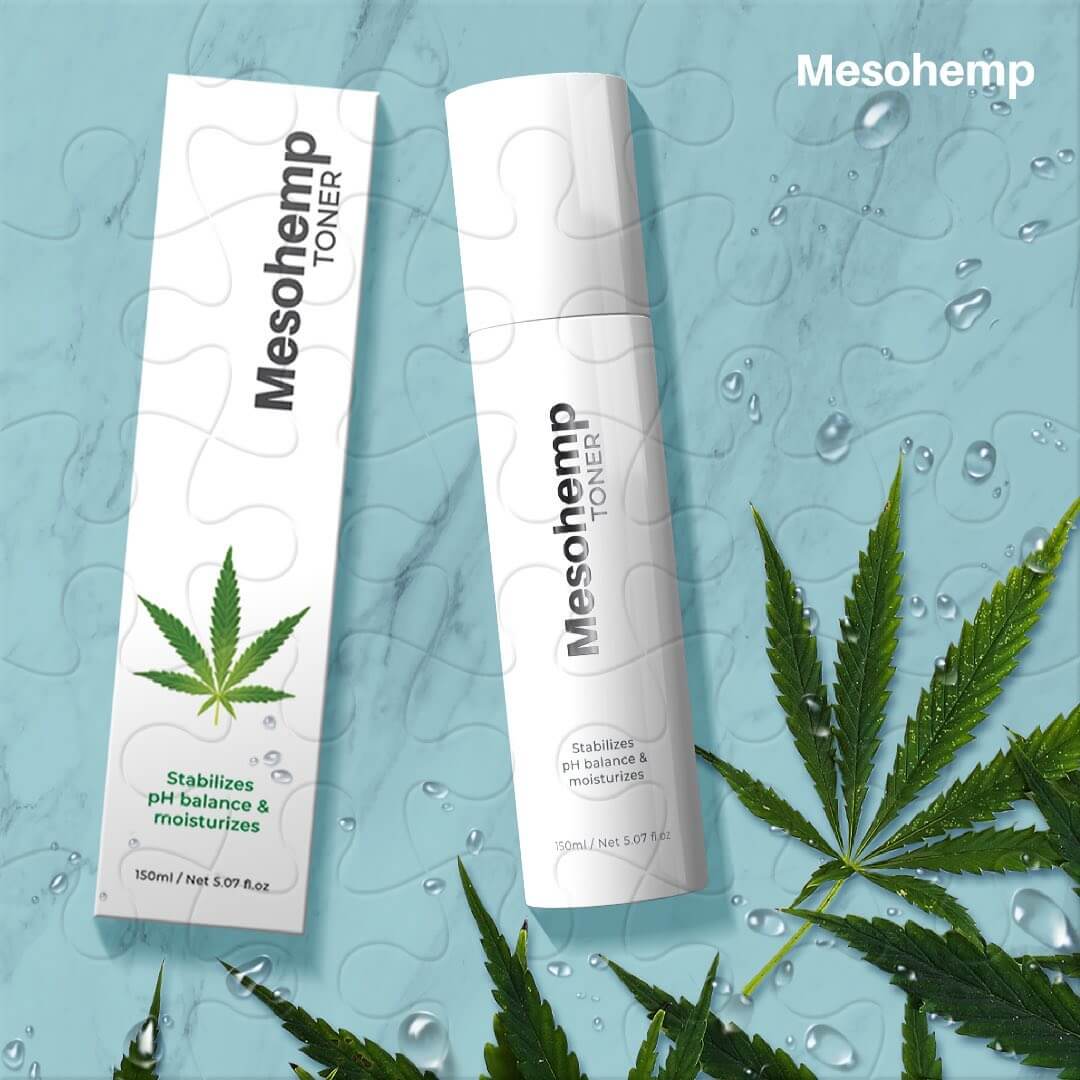 Mesohemp
Mesohemp
TONER
Stabilizes
pH balance &
moisturizes
150ml / Net 5.07 fl.oz
Mesohemp
TONER
Stabilizes
pH balance &
moisturizes
150ml / Net 5.07 fl oz